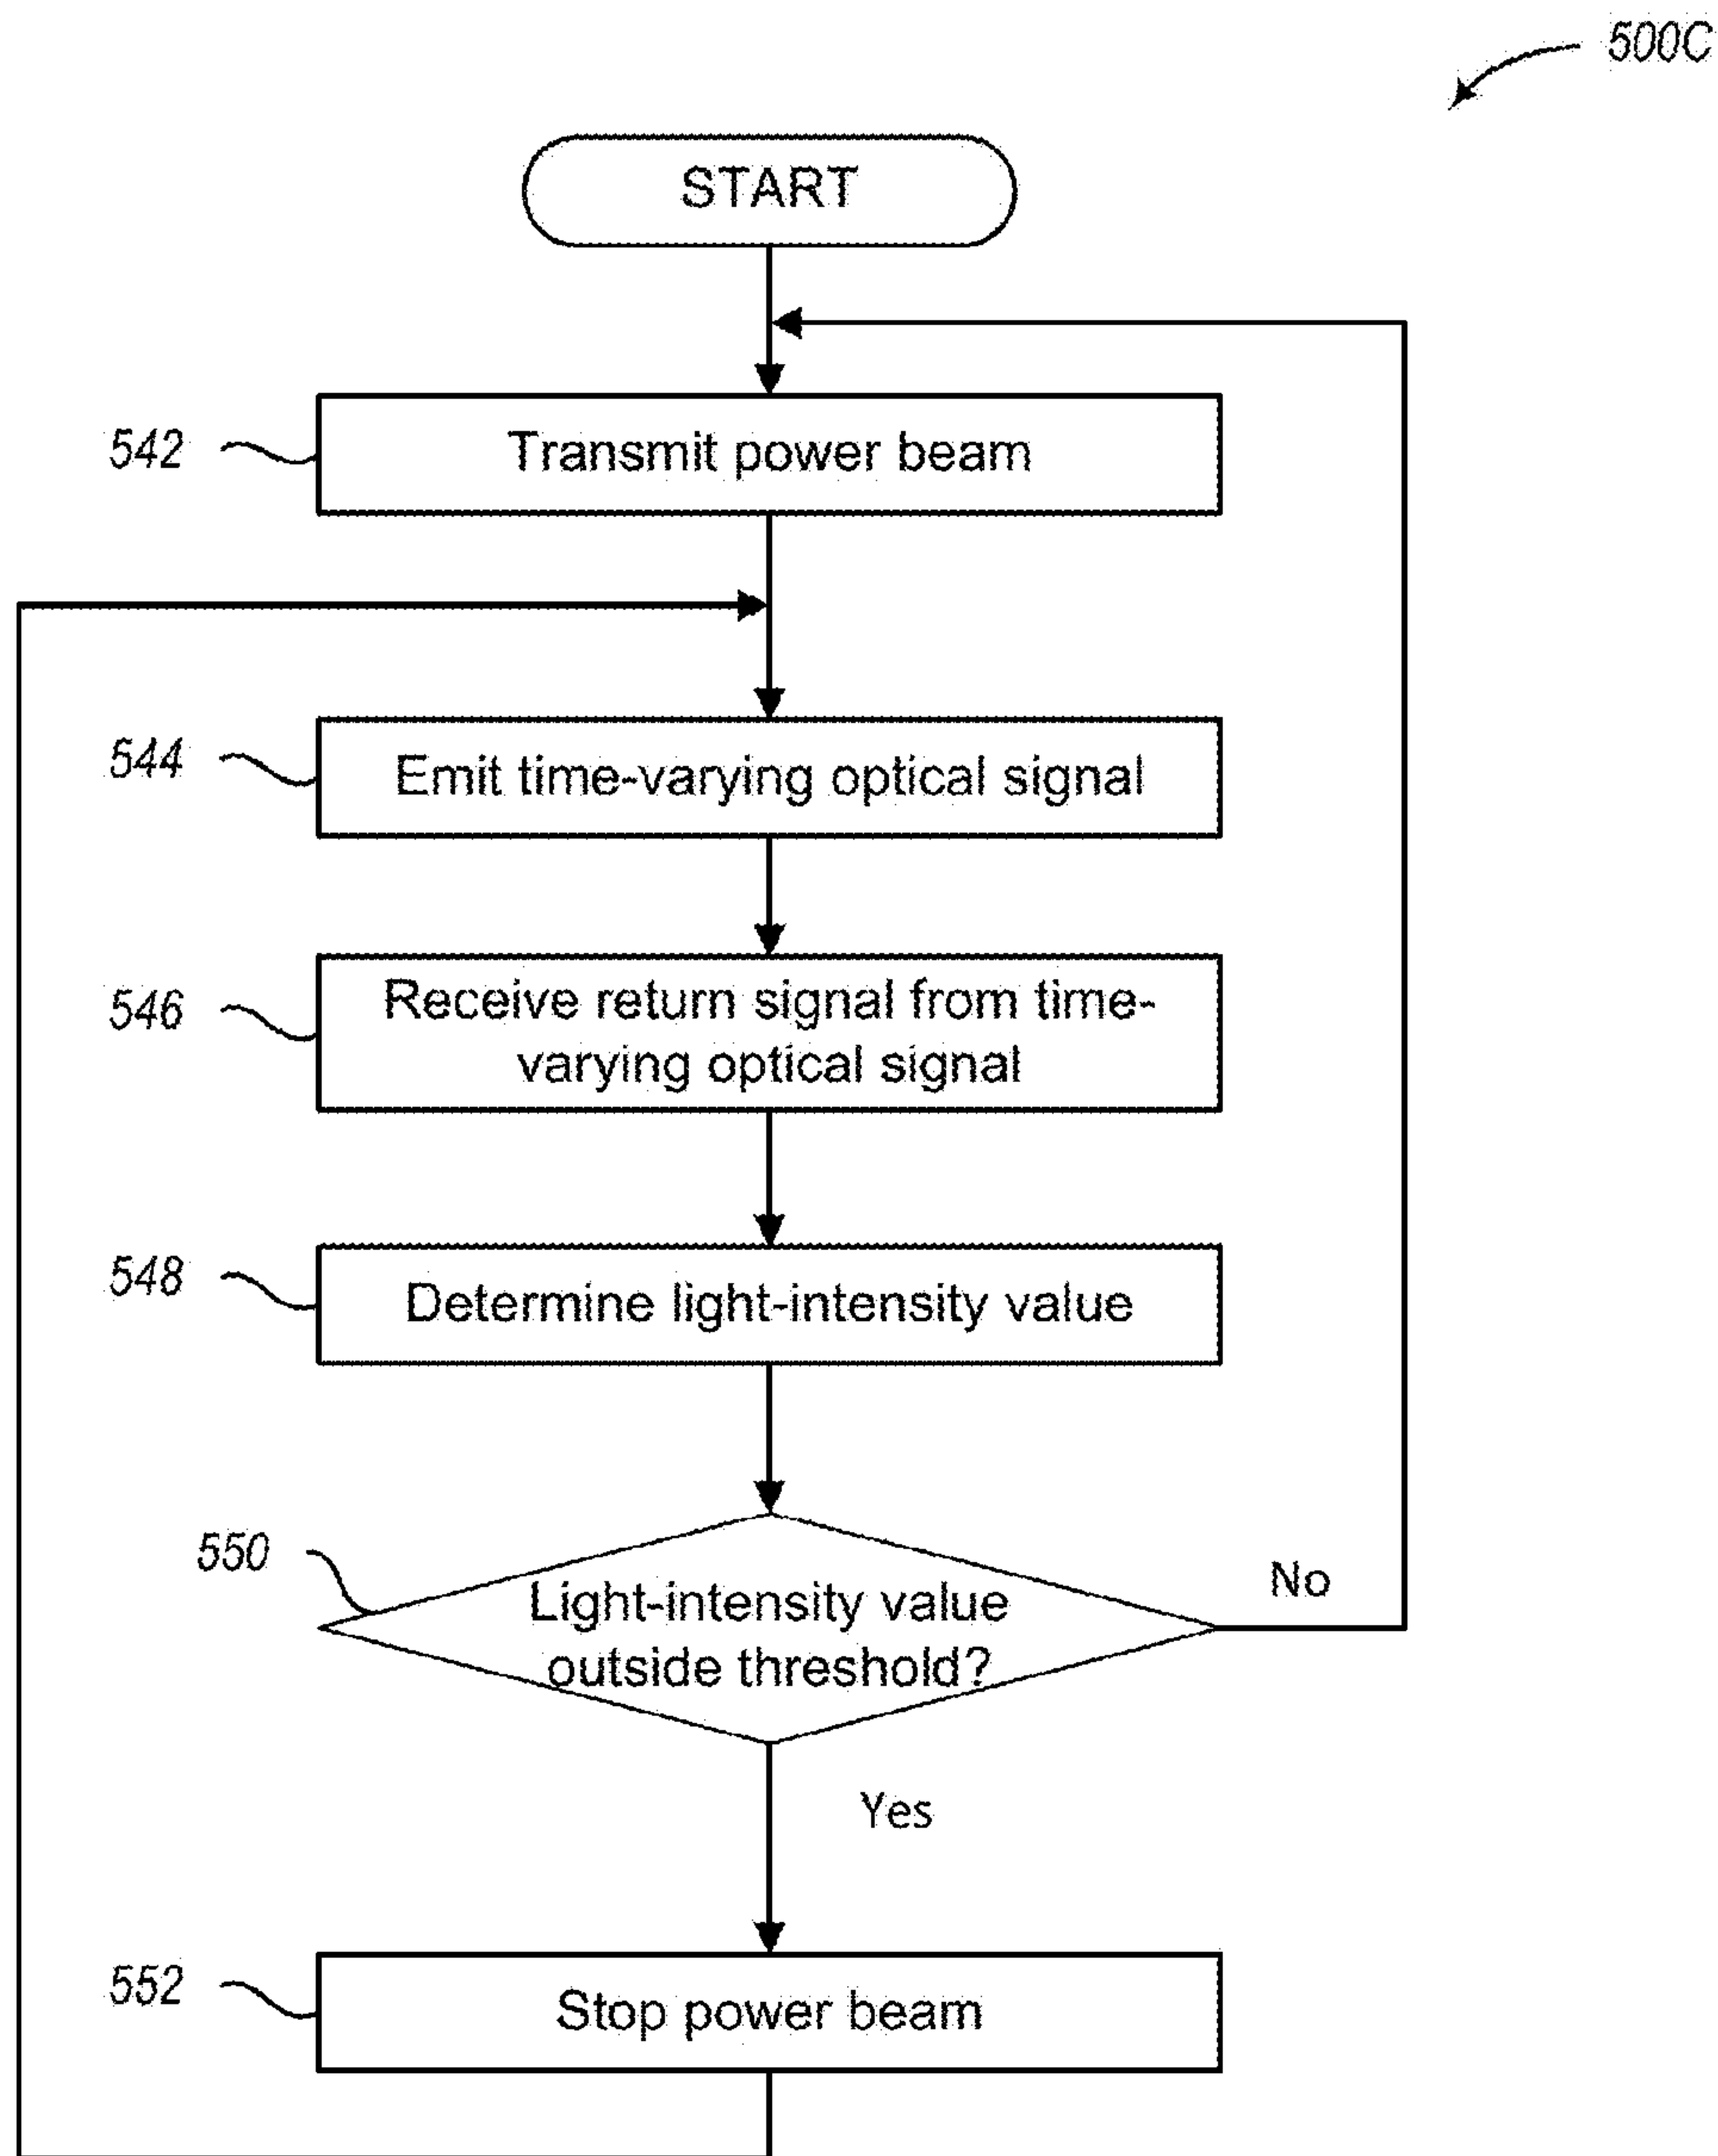 500C
START
542
Transmit power beam
544
Emit time-varying optical signal
546
Receive return signal from time-
varying optical signal
548
Determine light-intensity value
550
Light-intensity value
outside threshold?
No
Yes
552
Stop power beam